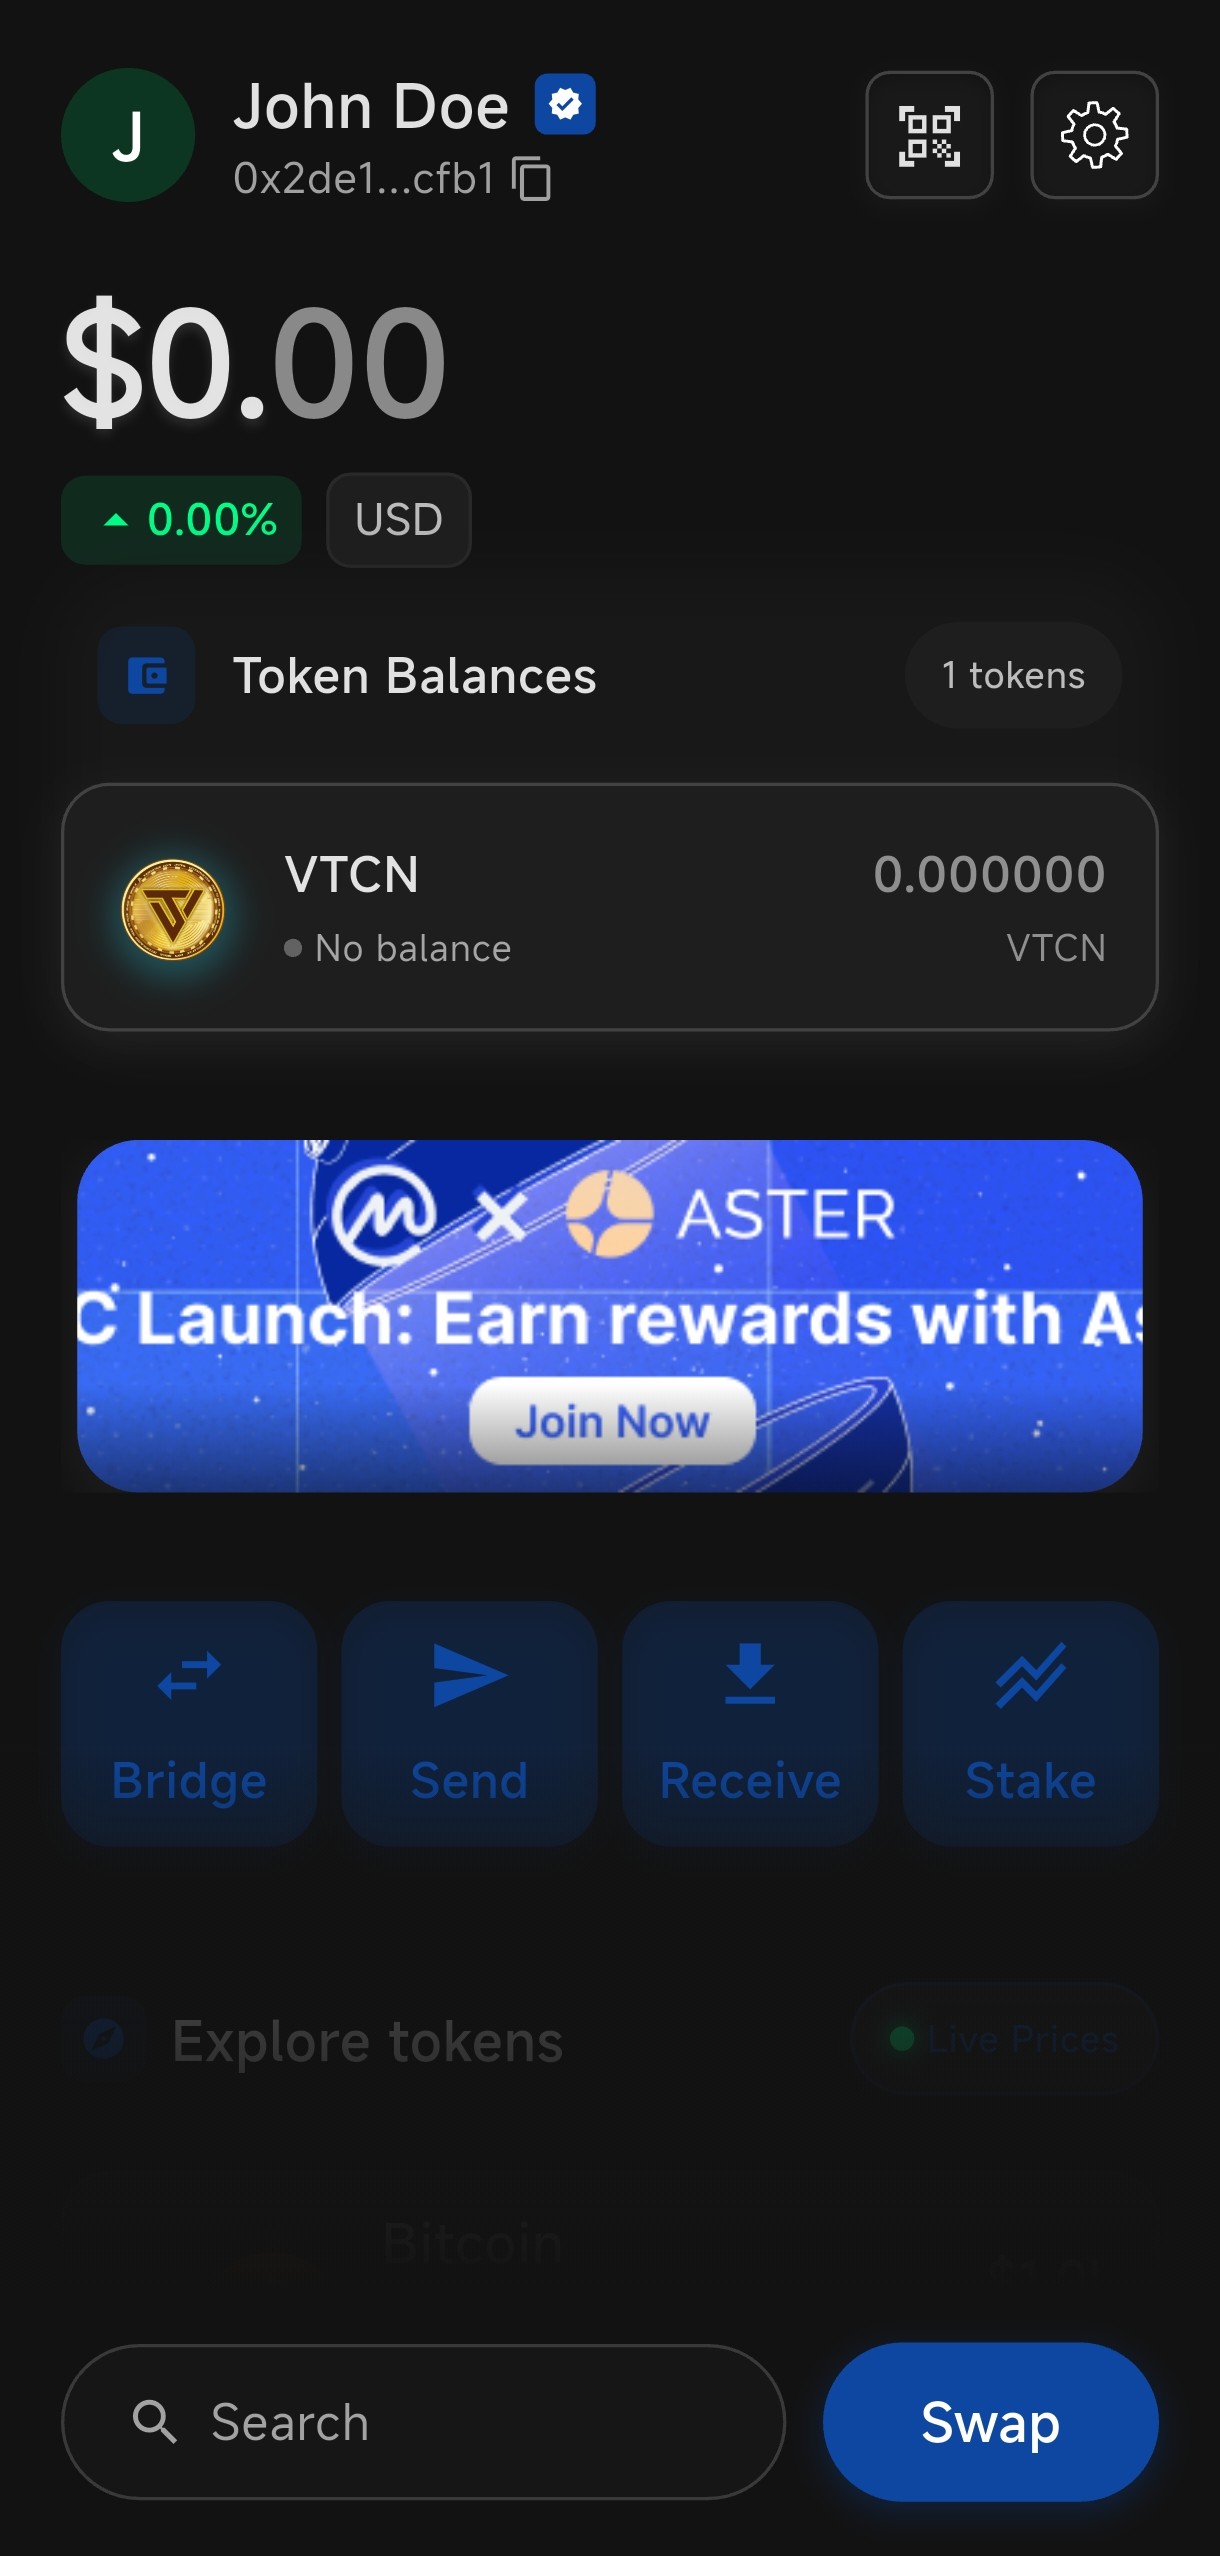 J
John Doe
0x2de1...cfb1
$0.00
0.00%
USD
Token Balances
1 tokens
VTCN
0.000000
No balance
VTCN
ASTER
C Launch: Earn rewards with As
Join Now
Bridge
Send
Receive
Stake
Explore tokens
Live Prices
Bitcoin
Search
Swap